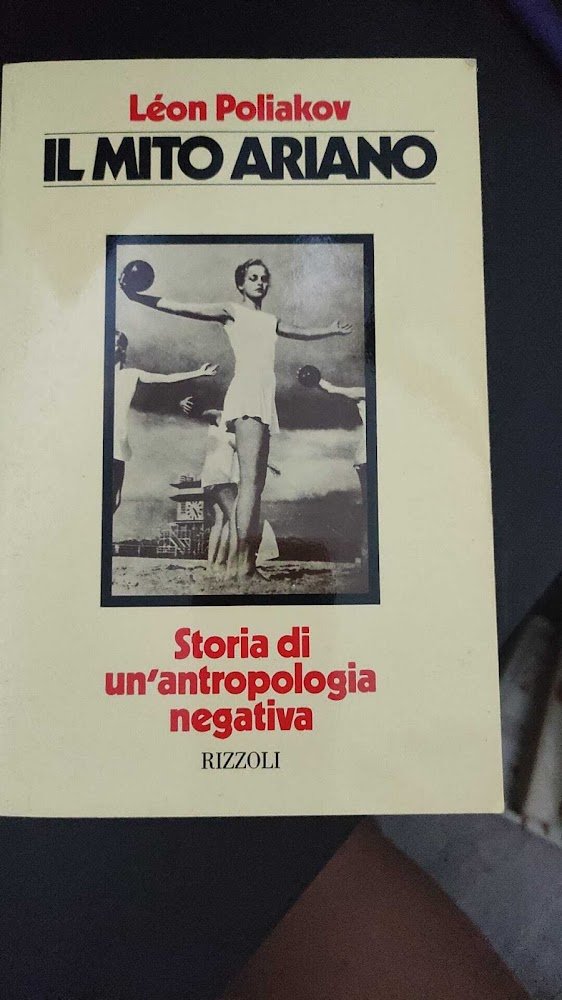 Léon Poliakov
IL MITO ARIANO
Storia di
un'antropologia
negativa
RIZZOLI